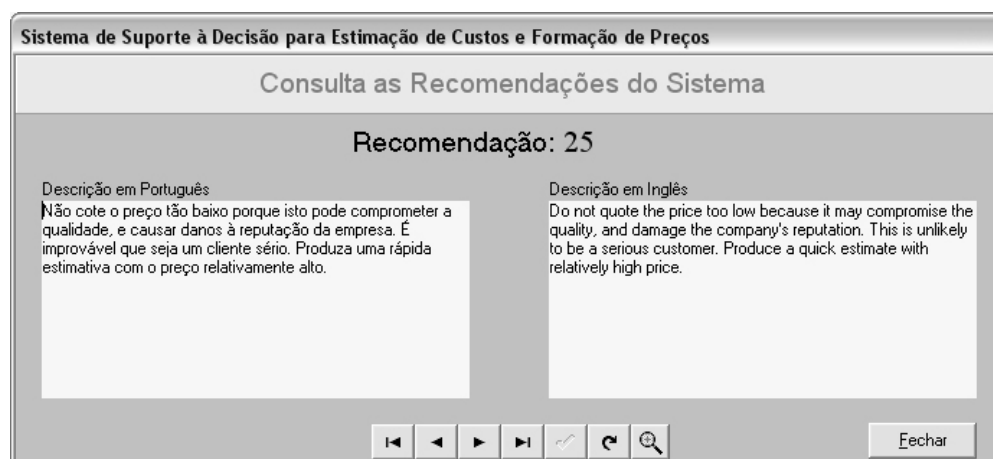 Sistema de Suporte à Decisão para Estimação de Custos e Formação de Preços
Consulta as Recomendações do Sistema
Recomendação: 25
Descrição em Português
Não cote o preço tão baixo porque isto pode comprometer a
qualidade, e causar danos à reputação da empresa. É
improvável que seja um cliente sério. Produza uma rápida
estimativa com o preço relativamente alto.
Descrição em Inglês
Do not quote the price too low because it may compromise the
quality, and damage the company's reputation. This is unlikely
to be a serious customer. Produce a quick estimate with
relatively high price.
Fechar